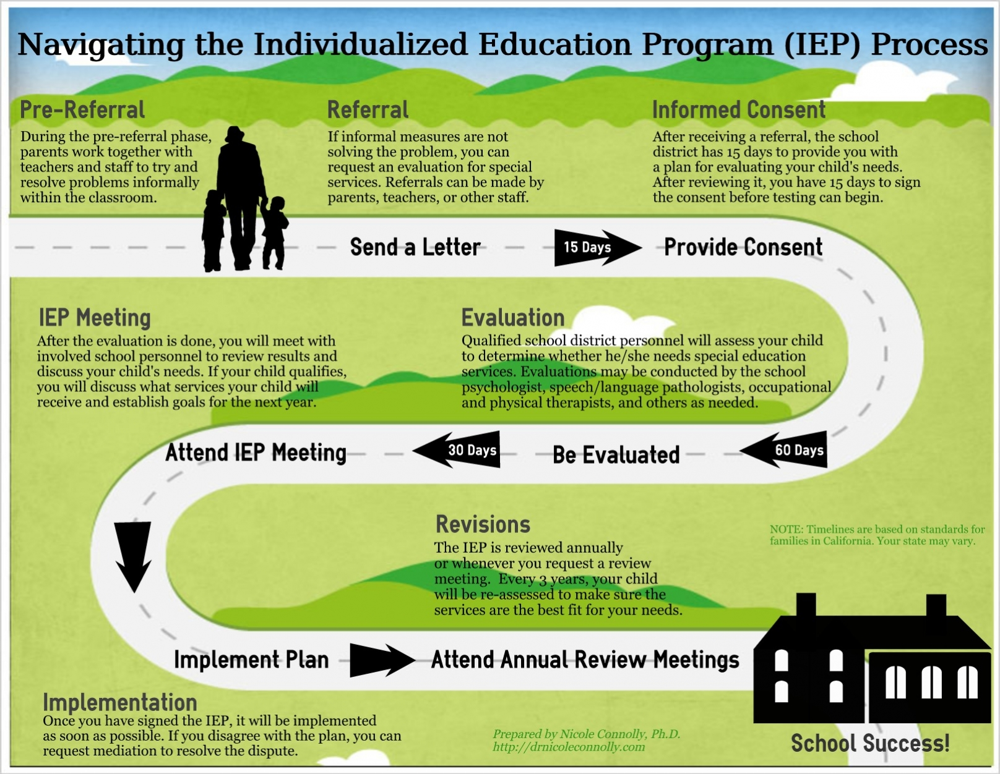 Navigating the Individualized Education Program (IEP) Process
Pre-Referral
During the pre-referral phase,
parents work together with
teachers and staff to try and
resolve problems informally
within the classroom.
Referral
If informal measures are not
solving the problem, you can
request an evaluation for special
services. Referrals can be made by
parents, teachers, or other staff.
Informed Consent
After receiving a referral, the school
district has 15 days to provide you with
a plan for evaluating your child's needs.
After reviewing it, you have 15 days to sign
the consent before testing can begin.
Send a Letter
15 Days
Provide Consent
IEP Meeting
After the evaluation is done, you will meet with
involved school personnel to review results and
discuss your child's needs. If your child qualifies,
you will discuss what services your child will
receive and establish goals for the next year.
Evaluation
Qualified school district personnel will assess your child
to determine whether he/she needs special education
services. Evaluations may be conducted by the school
psychologist, speech/language pathologists, occupational
and physical therapists, and others as needed.
Attend IEP Meeting
30 Days
Be Evaluated
60 Days
Revisions
The IEP is reviewed annually
or whenever you request a review
meeting.  Every 3 years, your child
will be re-assessed to make sure the
services are the best fit for your needs.
NOTE: Timelines are based on standards for
families in California. Your state may vary.
Implement Plan
Attend Annual Review Meetings
Implementation
Once you have signed the IEP, it will be implemented
as soon as possible. If you disagree with the plan, you can
request mediation to resolve the dispute.
Prepared by Nicole Connolly, Ph.D.
http://drnicoleconnolly.com
School Success!